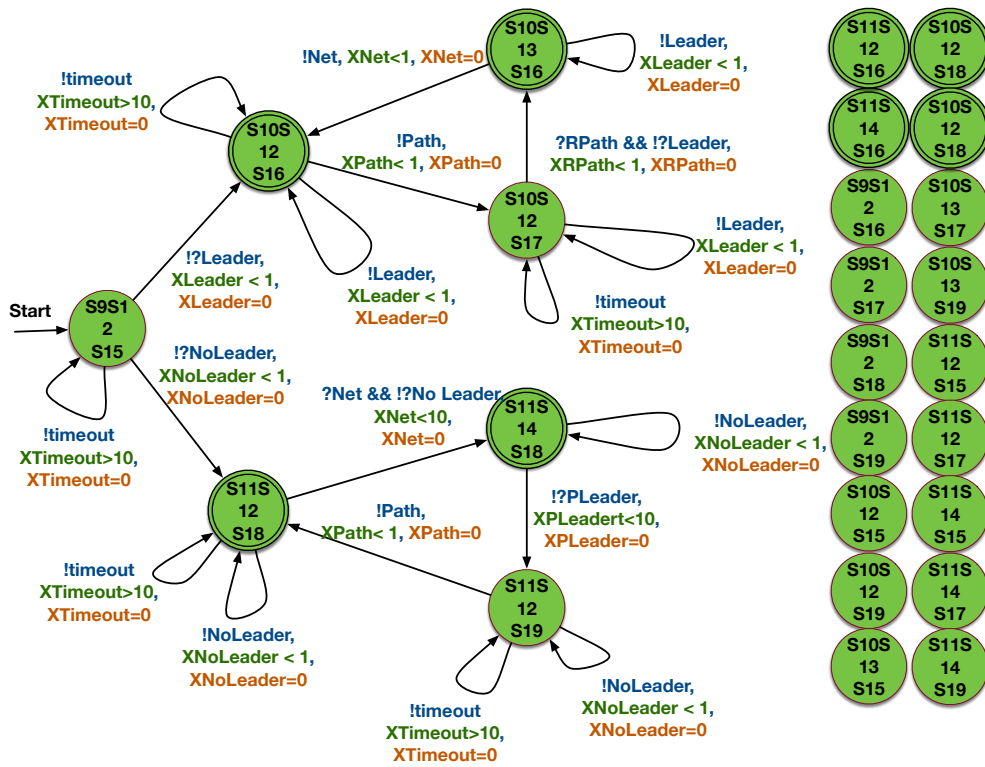 S10S
13
S16
!Net, XNet<1, XNet=0
!Leader,
XLeader < 1,
XLeader=0
!timeout
XTimeout>10,
XTimeout=0
S10S
12
S16
!Path,
XPath< 1, XPath=0
?RPath && !?Leader,
XRPath< 1, XRPath=0
S10S
12
S17
!Leader,
XLeader < 1,
XLeader=0
!?Leader,
XLeader < 1,
XLeader=0
!Leader,
XLeader < 1,
XLeader=0
!timeout
XTimeout>10,
XTimeout=0
Start
S9S1
2
S15
!?NoLeader,
XNoLeader < 1,
XNoLeader=0
!timeout
XTimeout>10,
XTimeout=0
?Net && !?No Leader,
XNet<10,
XNet=0
S11S
14
S18
!NoLeader,
XNoLeader < 1,
XNoLeader=0
S11S
12
S18
!Path,
XPath< 1, XPath=0
!?PLeader,
XPLeadert<10,
XPLeader=0
!timeout
XTimeout>10,
XTimeout=0
!NoLeader,
XNoLeader < 1,
XNoLeader=0
S11S
12
S19
!timeout
XTimeout>10,
XTimeout=0
!NoLeader,
XNoLeader < 1,
XNoLeader=0
S11S
12
S16
S10S
12
S18
S11S
14
S16
S10S
12
S18
S9S1
2
S16
S10S
13
S17
S9S1
2
S17
S10S
13
S19
S9S1
2
S18
S11S
12
S15
S9S1
2
S19
S11S
12
S17
S10S
12
S15
S11S
14
S15
S10S
12
S19
S11S
14
S17
S10S
13
S15
S11S
14
S19